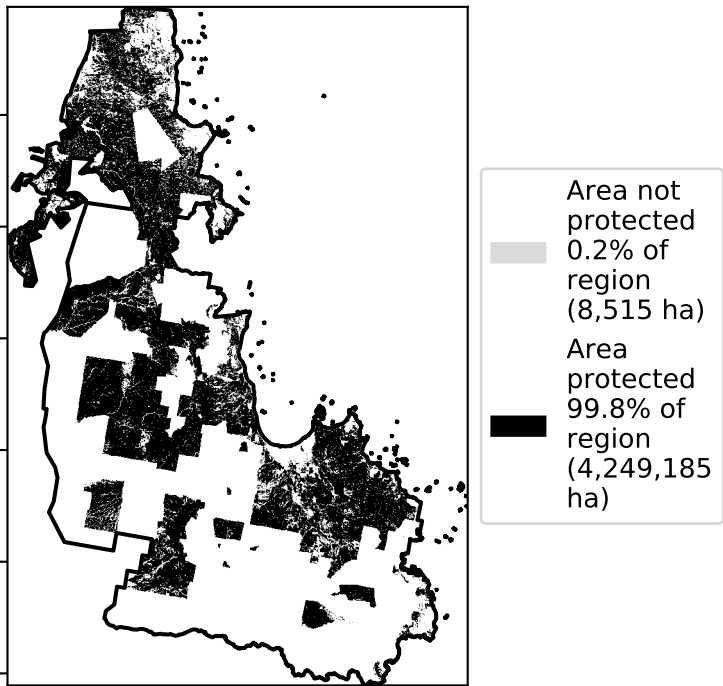 Area not
protected
0.2% of
region
(8,515 ha)
Area
protected
99.8% of
region
(4,249,185
ha)